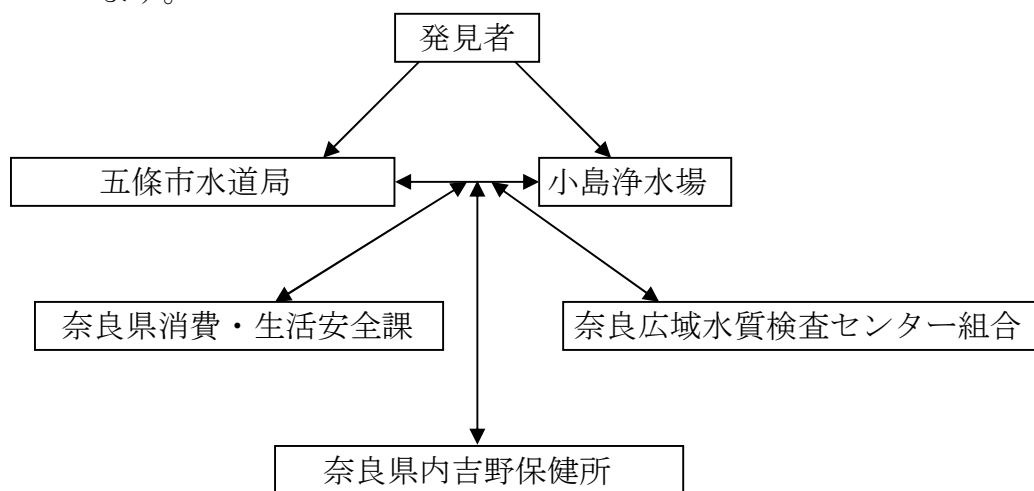 ます。
発見者
五條市水道局
小島浄水場
奈良県消費・生活安全課
奈良広域水質検査センター組合
奈良県内吉野保健所